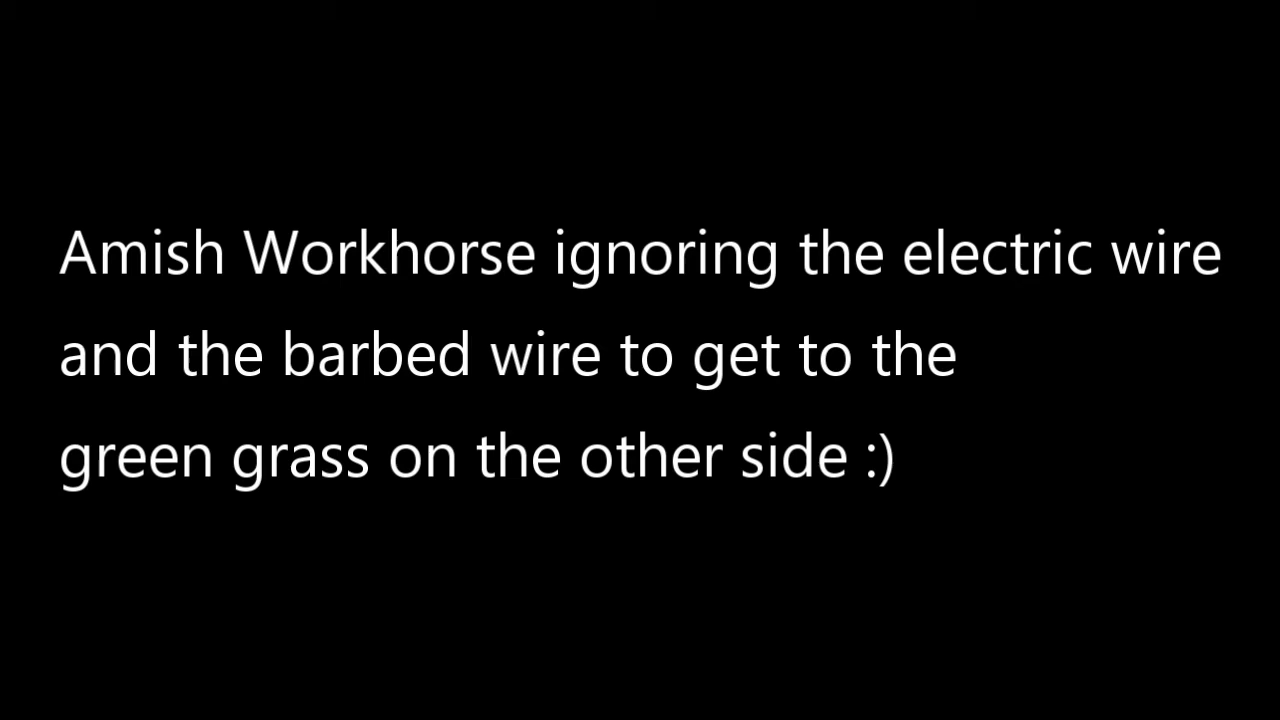 Amish Workhorse ignoring the electric wire
and the barbed wire to get to the
green grass on the other side :)